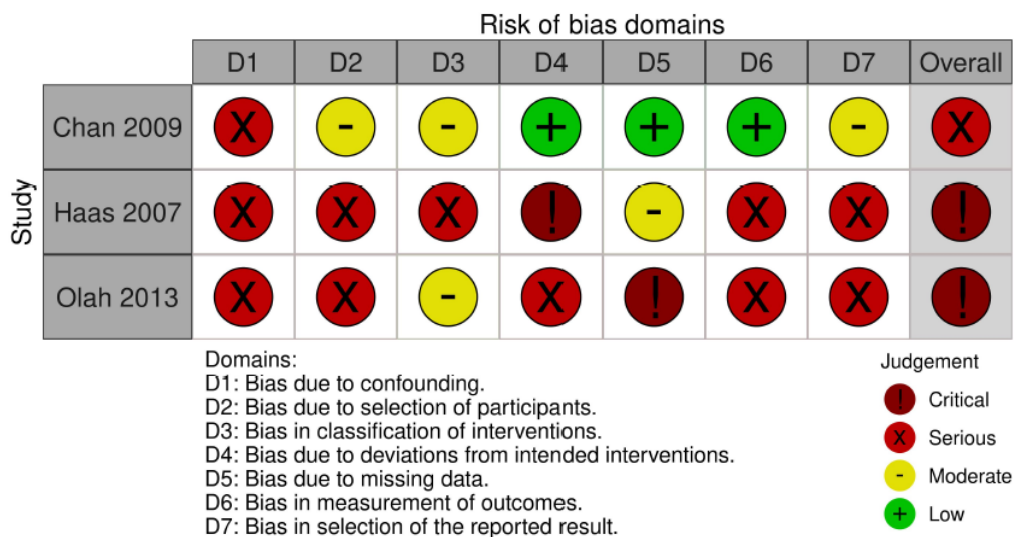 Risk of bias domains
D1 D2 D3 D4 D5 D6 D7 Overall
Study
Chan 2009 X - - + + + - X
Haas 2007 X X X ! - X X !
Olah 2013 X X - X ! X X !
Domains:
D1: Bias due to confounding.
D2: Bias due to selection of participants.
D3: Bias in classification of interventions.
D4: Bias due to deviations from intended interventions.
D5: Bias due to missing data.
D6: Bias in measurement of outcomes.
D7: Bias in selection of the reported result.
Judgement
! Critical
X Serious
- Moderate
+ Low